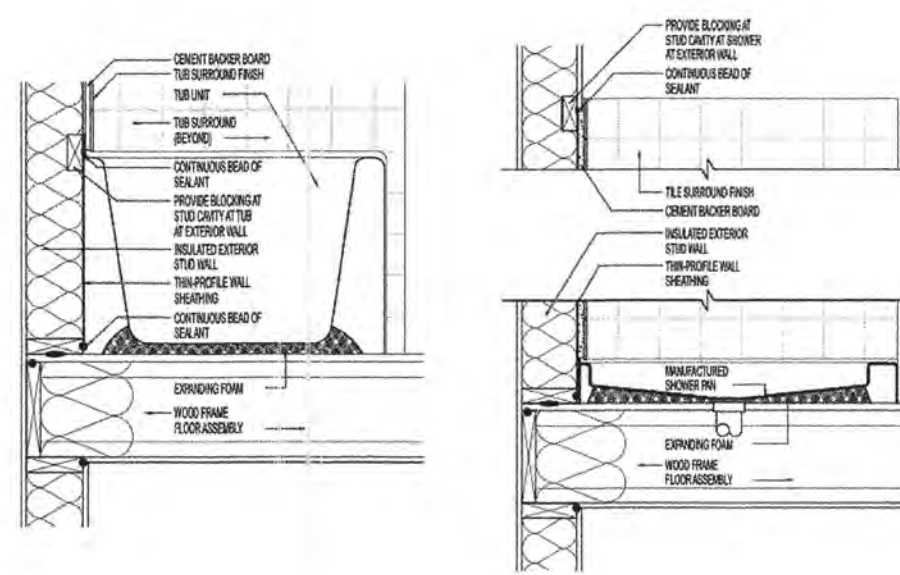 CEMENT BACKER BOARD
TUB SURROUND FINISH
TUB UNIT
TUB SURROUND
(BEYOND)
CONTINUOUS BEAD OF
SEALANT
PROVIDE BLOCKING AT
STUD CAVITY AT TUB
AT EXTERIOR WALL
INSULATED EXTERIOR
STUD WALL
THIN-PROFILE WALL
SHEATHING
CONTINUOUS BEAD OF
SEALANT
EXPANDING FOAM
WOOD FRAME
FLOOR ASSEMBLY
PROVIDE BLOCKING AT
STUD CAVITY AT SHOWER
AT EXTERIOR WALL
CONTINUOUS BEAD OF
SEALANT
TILE SURROUND FINISH
CEMENT BACKER BOARD
INSULATED EXTERIOR
STUD WALL
THIN-PROFILE WALL
SHEATHING
MANUFACTURED
SHOWER PAN
EXPANDING FOAM
WOOD FRAME
FLOOR ASSEMBLY